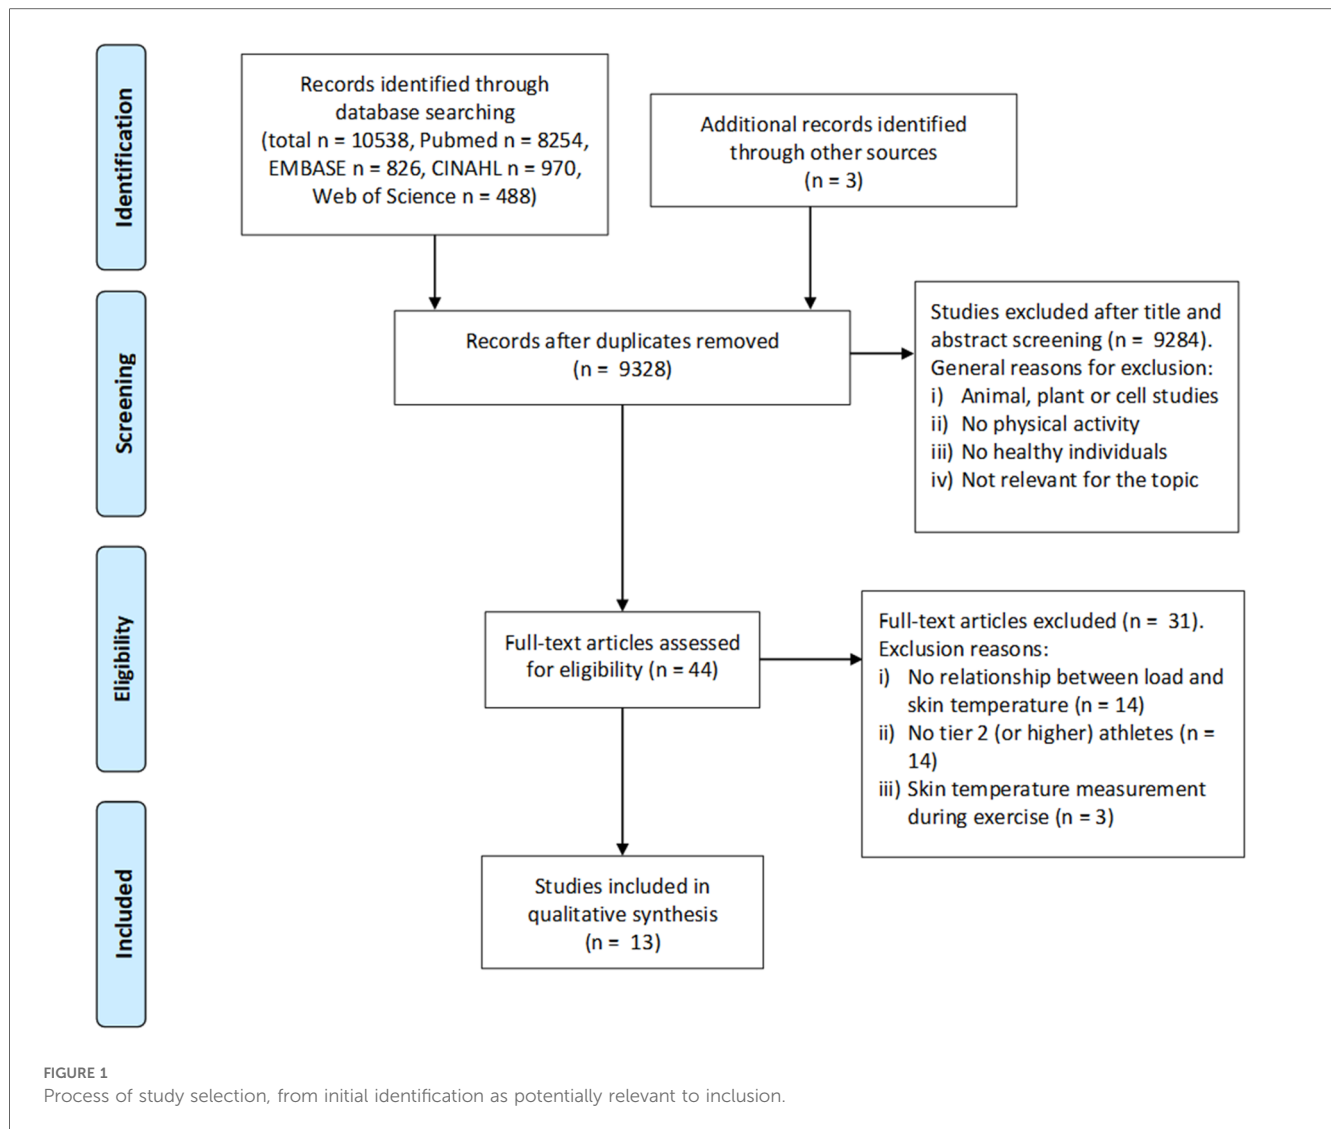 Identification
Records identified through
database searching
(total n = 10538, Pubmed n = 8254,
EMBASE n = 826, CINAHL n = 970,
Web of Science n = 488)
Additional records identified
through other sources
(n = 3)
Screening
Records after duplicates removed
(n =  9328)
Studies excluded after title and
abstract screening (n =  9284).
General reasons for exclusion:
i) Animal, plant or cell studies
ii) No physical activity
iii) No healthy individuals
iv) Not relevant for the topic
Eligibility
Full-text articles assessed
for eligibility (n = 44)
Full-text articles excluded (n =  31).
Exclusion reasons:
i) No relationship between load and
skin temperature (n = 14)
ii) No tier 2 (or higher) athletes (n =
14)
iii) Skin temperature measurement
during exercise (n = 3)
Included
Studies included in
qualitative synthesis
(n =  13)
FIGURE 1
Process of study selection, from initial identification as potentially relevant to inclusion.